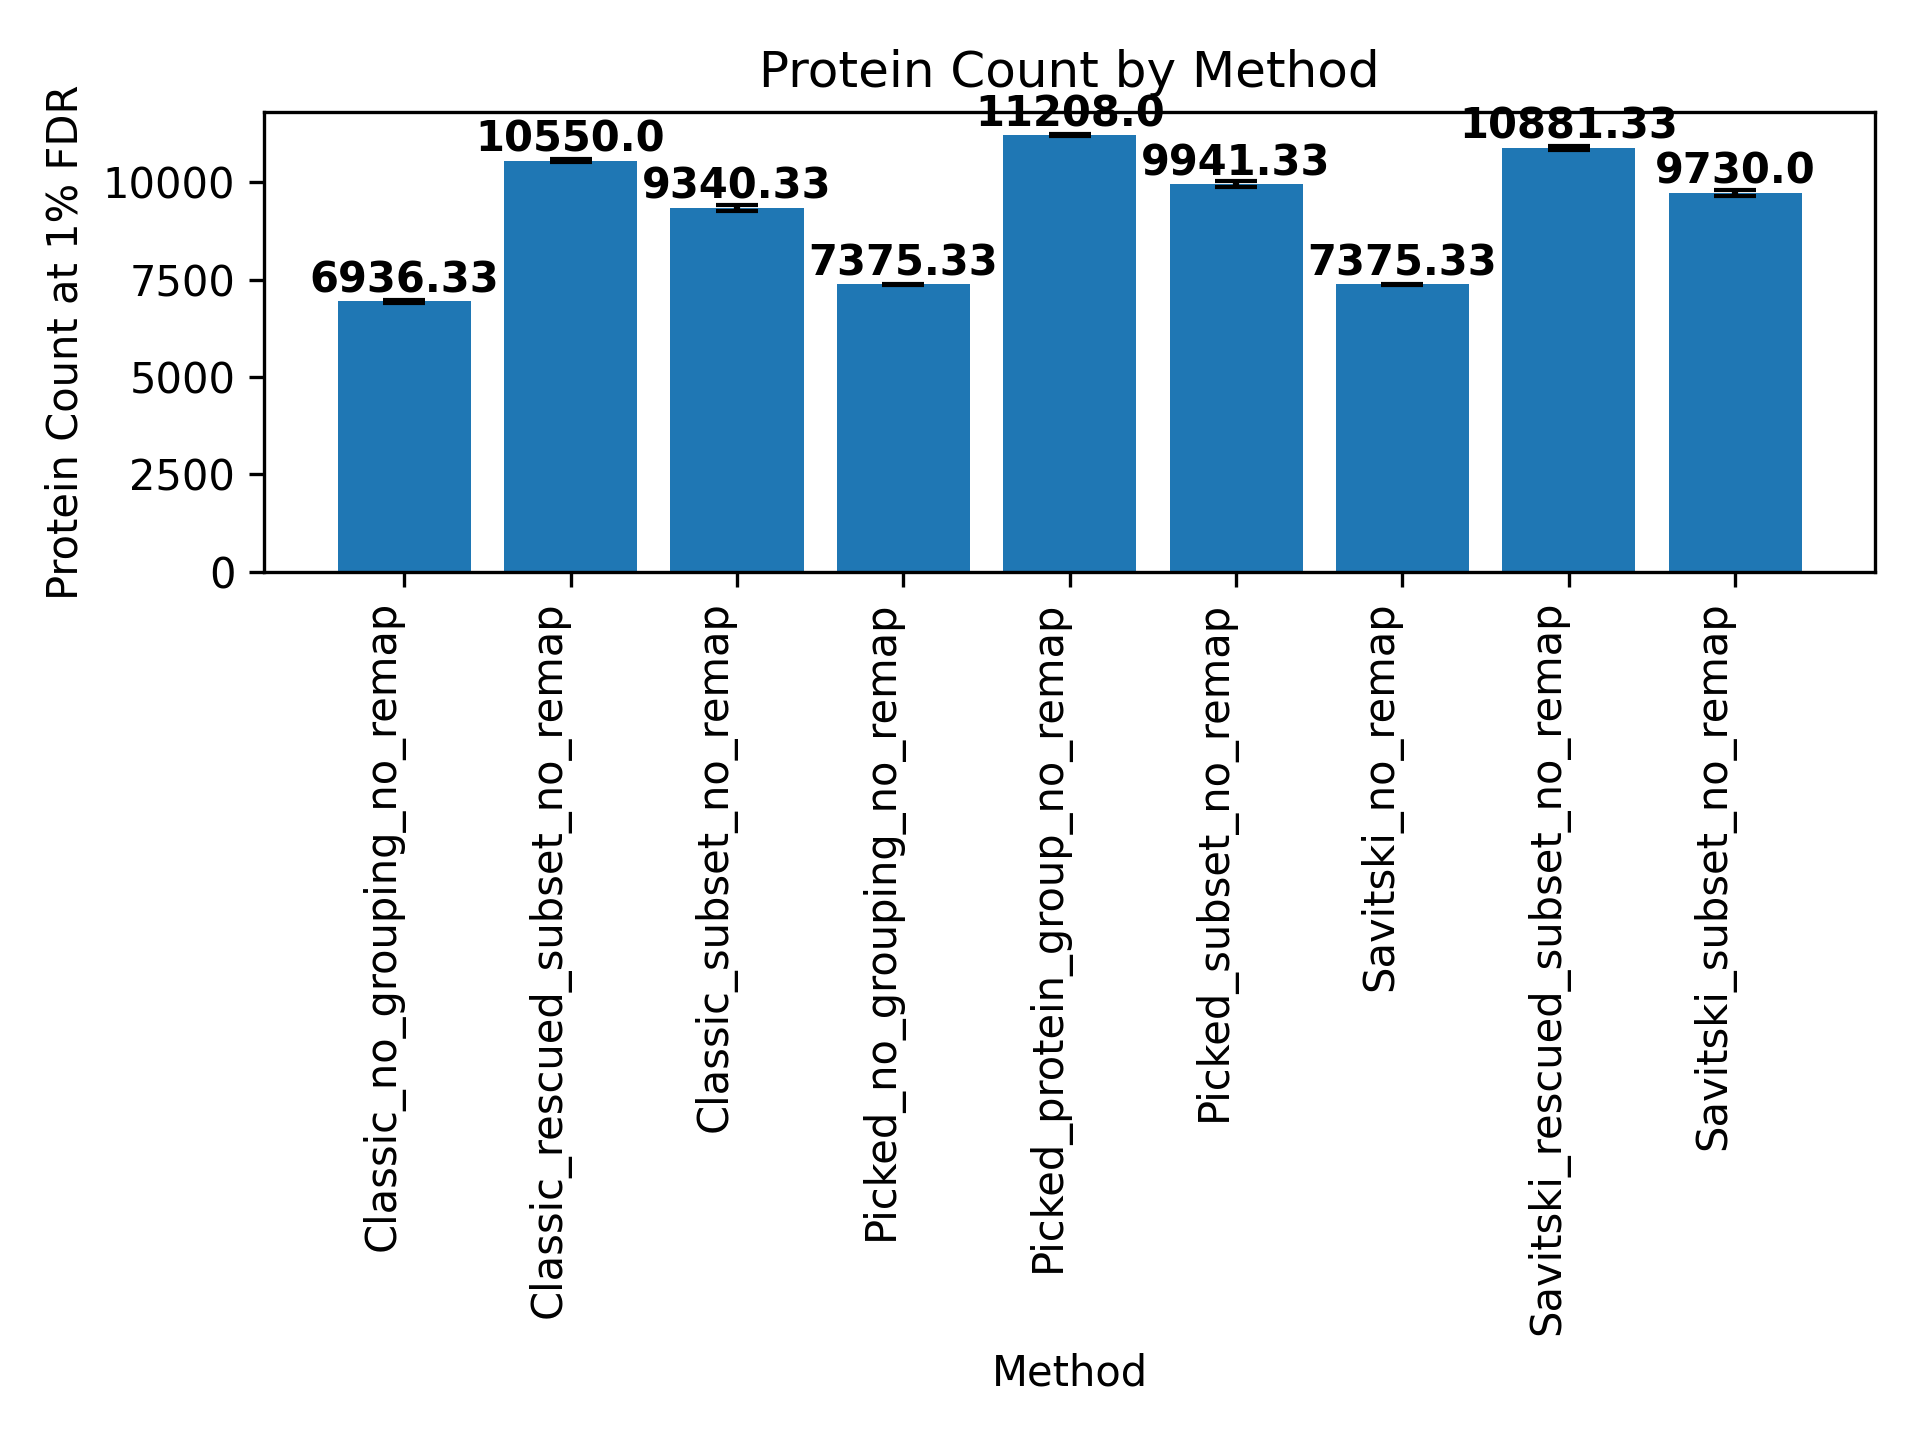 Protein Count by Method
Protein Count at 1% FDR
10000
7500
5000
2500
0
6936.33
10550.0
9340.33
7375.33
11208.0
9941.33
7375.33
10881.33
9730.0
Classic_no_grouping_no_remap
Classic_rescued_subset_no_remap
Classic_subset_no_remap
Picked_no_grouping_no_remap
Picked_protein_group_no_remap
Picked_subset_no_remap
Savitski_no_remap
Savitski_rescued_subset_no_remap
Savitski_subset_no_remap
Method